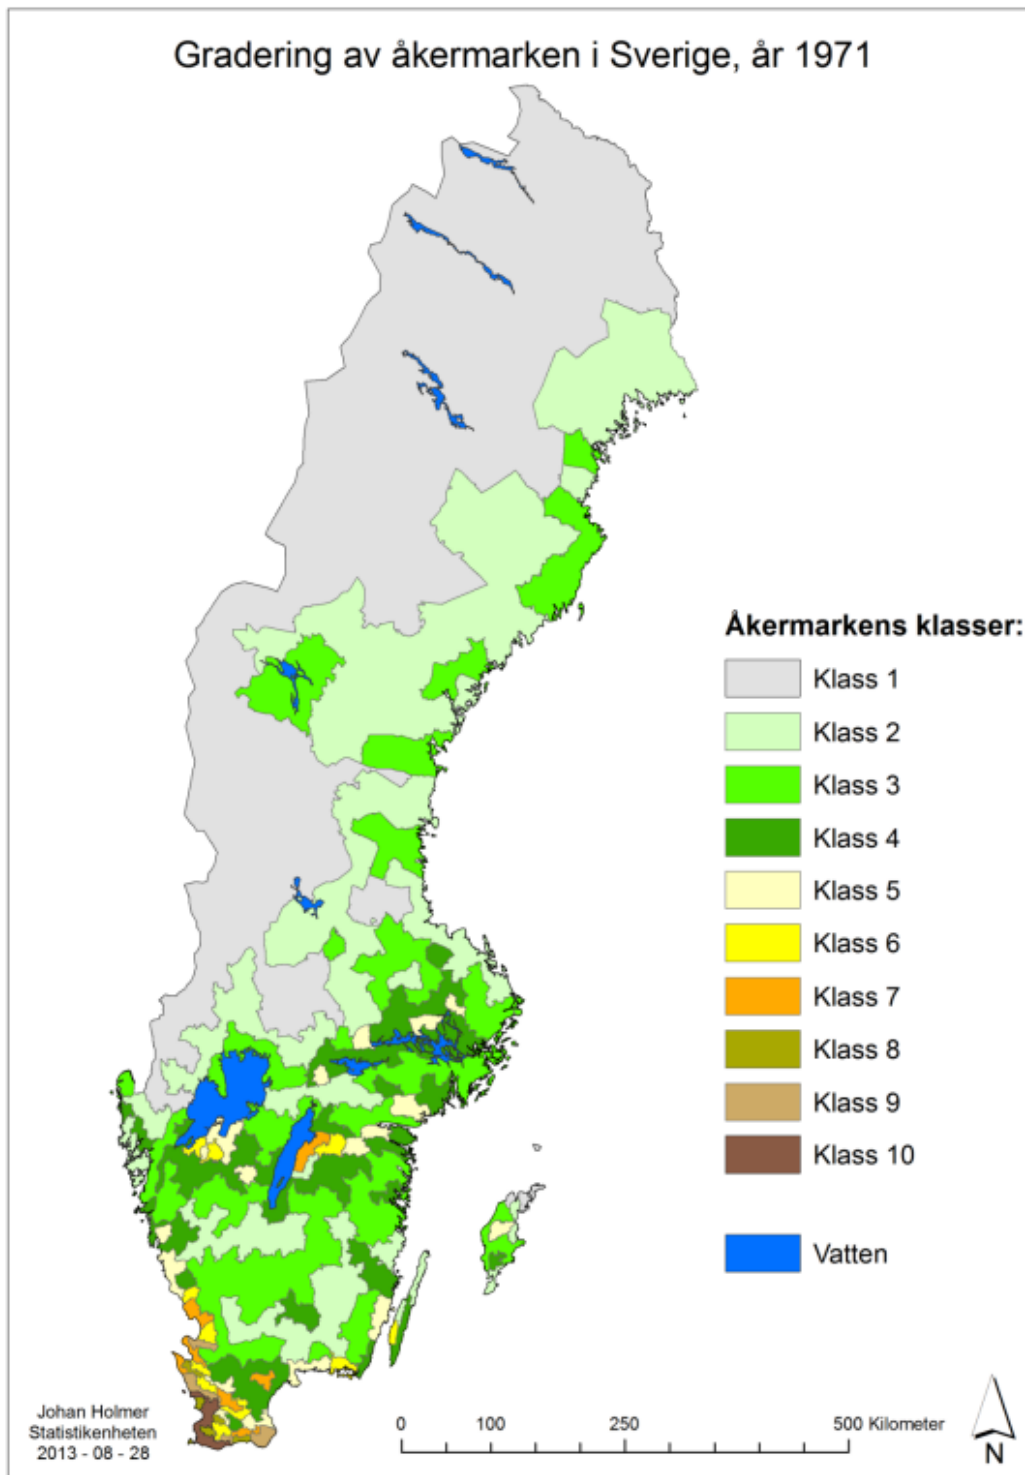 Gradering av åkermarken i Sverige, år 1971
Åkermarkens klasser:
Klass 1
Klass 2
Klass 3
Klass 4
Klass 5
Klass 6
Klass 7
Klass 8
Klass 9
Klass 10
Vatten
Johan Holmer
Statistikenheten
2013 - 08 - 28
0 100 250 500 Kilometer
N